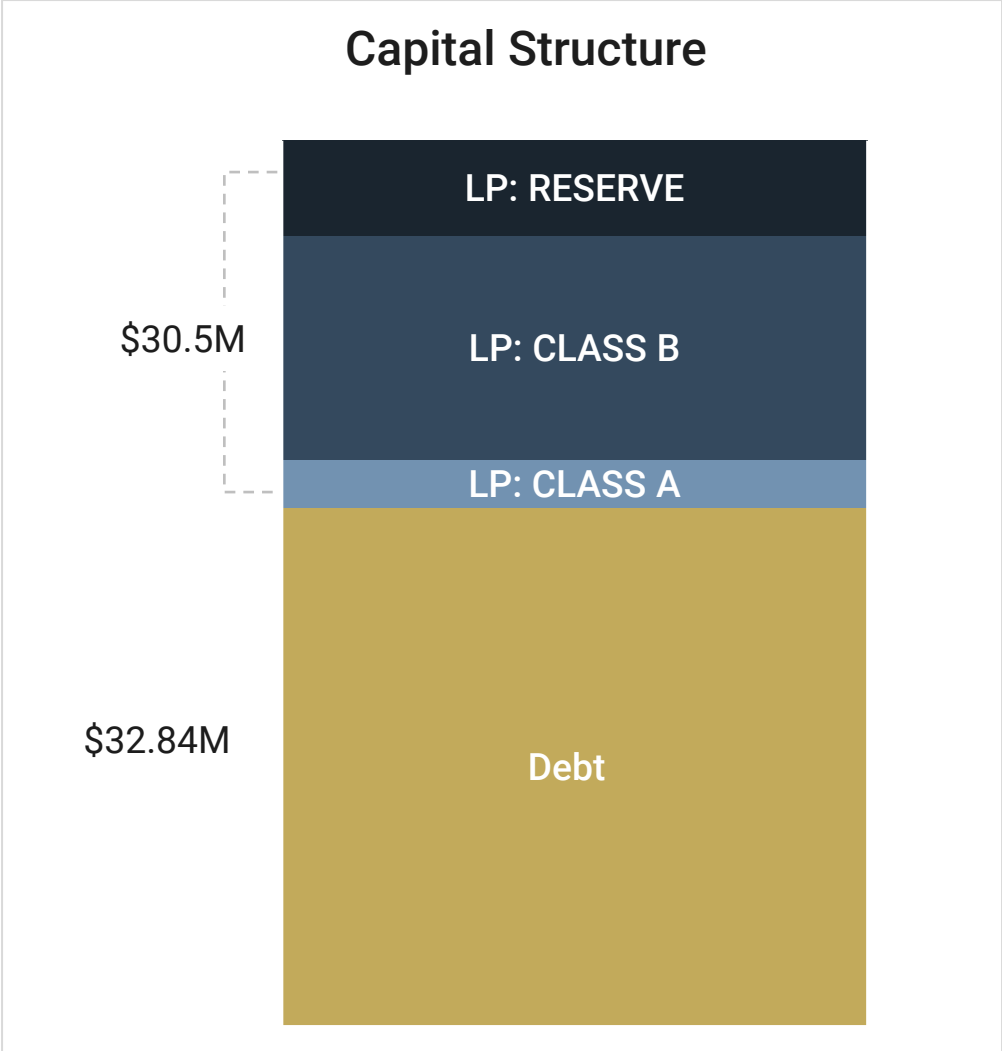 Capital Structure
LP: RESERVE
$30.5M
LP: CLASS B
LP: CLASS A
$32.84M
Debt